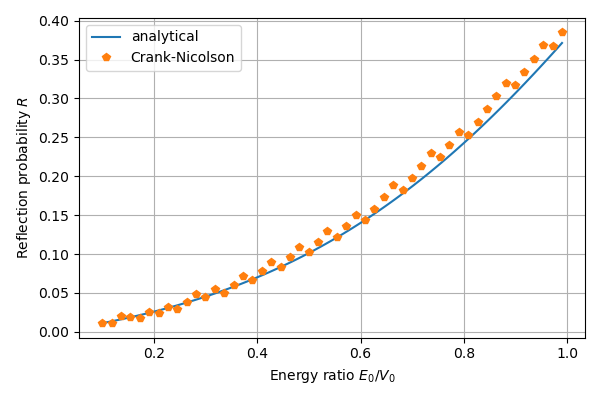 analytical
Crank-Nicolson
Reflection probability R
0.40
0.35
0.30
0.25
0.20
0.15
0.10
0.05
0.00
0.2 0.4 0.6 0.8 1.0
Energy ratio E₀/V₀